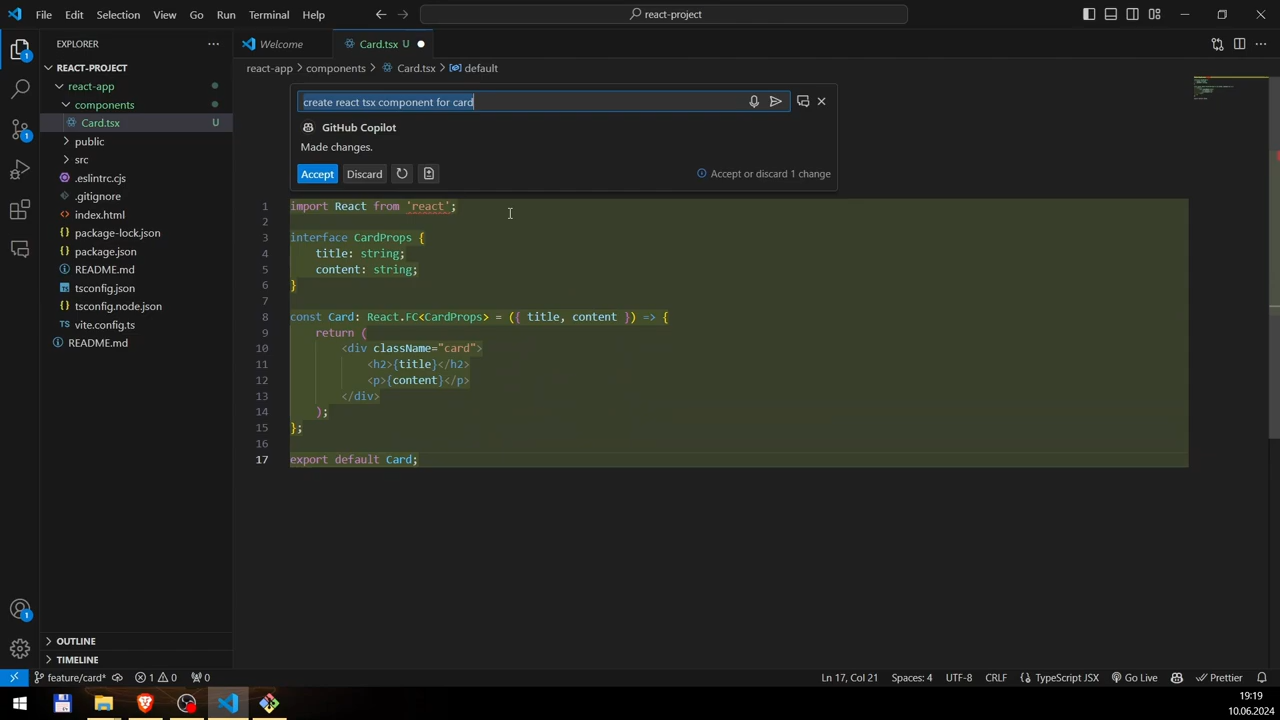 File Edit Selection View Go Run Terminal Help
react-project
EXPLORER
REACT-PROJECT
react-app
components
Card.tsx U
public
src
.eslintrc.cjs
.gitignore
index.html
package-lock.json
package.json
README.md
tsconfig.json
tsconfig.node.json
vite.config.ts
README.md
OUTLINE
TIMELINE
Welcome
Card.tsx U
react-app > components > Card.tsx > default
create react tsx component for card
GitHub Copilot
Made changes.
Accept Discard
Accept or discard 1 change
1 import React from 'react';
2
3 interface CardProps {
4 title: string;
5 content: string;
6 }
7
8 const Card: React.FC<CardProps> = ({ title, content }) => {
9 return (
10 <div className="card">
11 <h2>{title}</h2>
12 <p>{content}</p>
13 </div>
14 );
15 };
16
17 export default Card;
1
1
feature/card* 1 0 0
Ln 17, Col 21 Spaces: 4 UTF-8 CRLF {} TypeScript JSX Go Live Prettier
19:19
10.06.2024